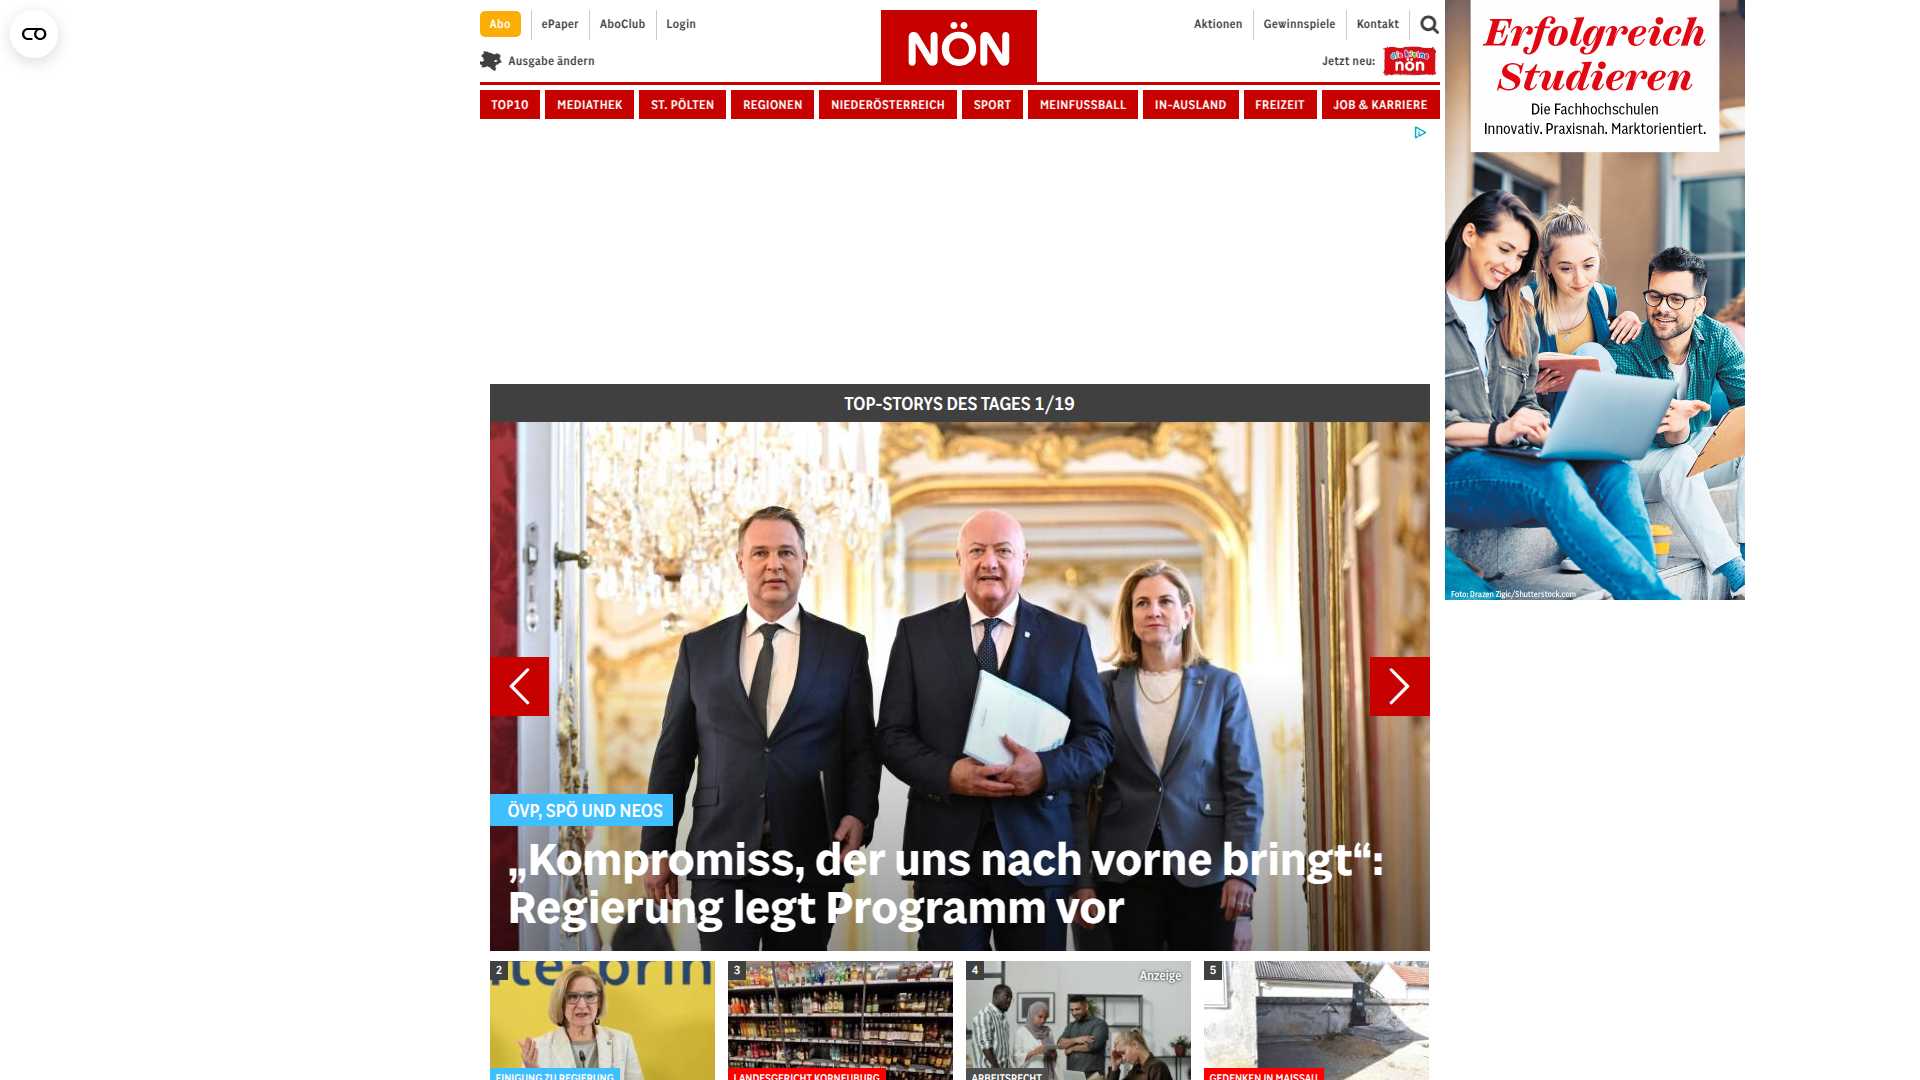 Abo
ePaper
AboClub
Login
NÖN
Aktionen
Gewinnspiele
Kontakt
Ausgabe ändern
Jetzt neu:
die kleine
nön
TOP10
MEDIATHEK
ST. PÖLTEN
REGIONEN
NIEDERÖSTERREICH
SPORT
MEINFUSSBALL
IN-AUSLAND
FREIZEIT
JOB & KARRIERE
Erfolgreich
Studieren
Die Fachhochschulen
Innovativ. Praxisnah. Marktorientiert.
Foto: Drazen Zigic/Shutterstock.com
TOP-STORYS DES TAGES 1/19
ÖVP, SPÖ UND NEOS
„Kompromiss, der uns nach vorne bringt“:
Regierung legt Programm vor
2
3
4
Anzeige
5
EINIGUNG ZU REGIERUNG
LANDESGERICHT KORNEUBURG
ARBEITSRECHT
GEDENKEN IN MAISSAU